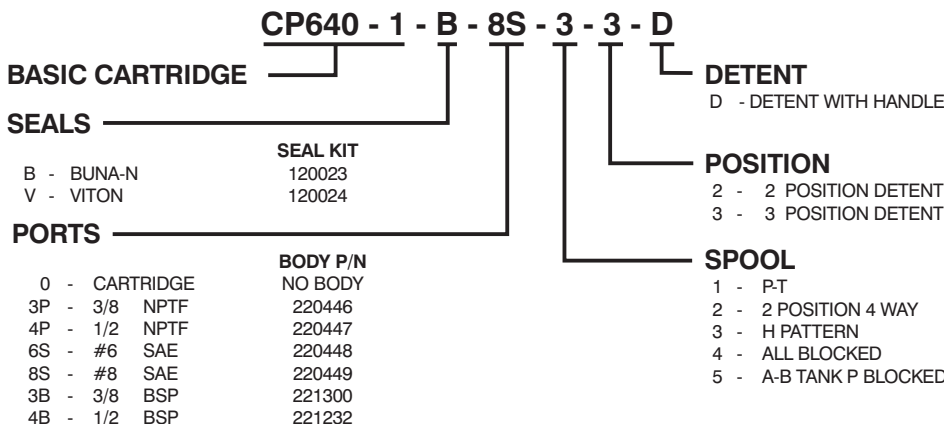 CP640 - 1 - B - 8S - 3 - 3 - D
BASIC CARTRIDGE
SEALS
SEAL KIT
B - BUNA-N 120023
V - VITON 120024
PORTS
BODY P/N
0 - CARTRIDGE NO BODY
3P - 3/8 NPTF 220446
4P - 1/2 NPTF 220447
6S - #6 SAE 220448
8S - #8 SAE 220449
3B - 3/8 BSP 221300
4B - 1/2 BSP 221232
DETENT
D - DETENT WITH HANDLE
POSITION
2 - 2 POSITION DETENT
3 - 3 POSITION DETENT
SPOOL
1 - P-T
2 - 2 POSITION 4 WAY
3 - H PATTERN
4 - ALL BLOCKED
5 - A-B TANK P BLOCKED